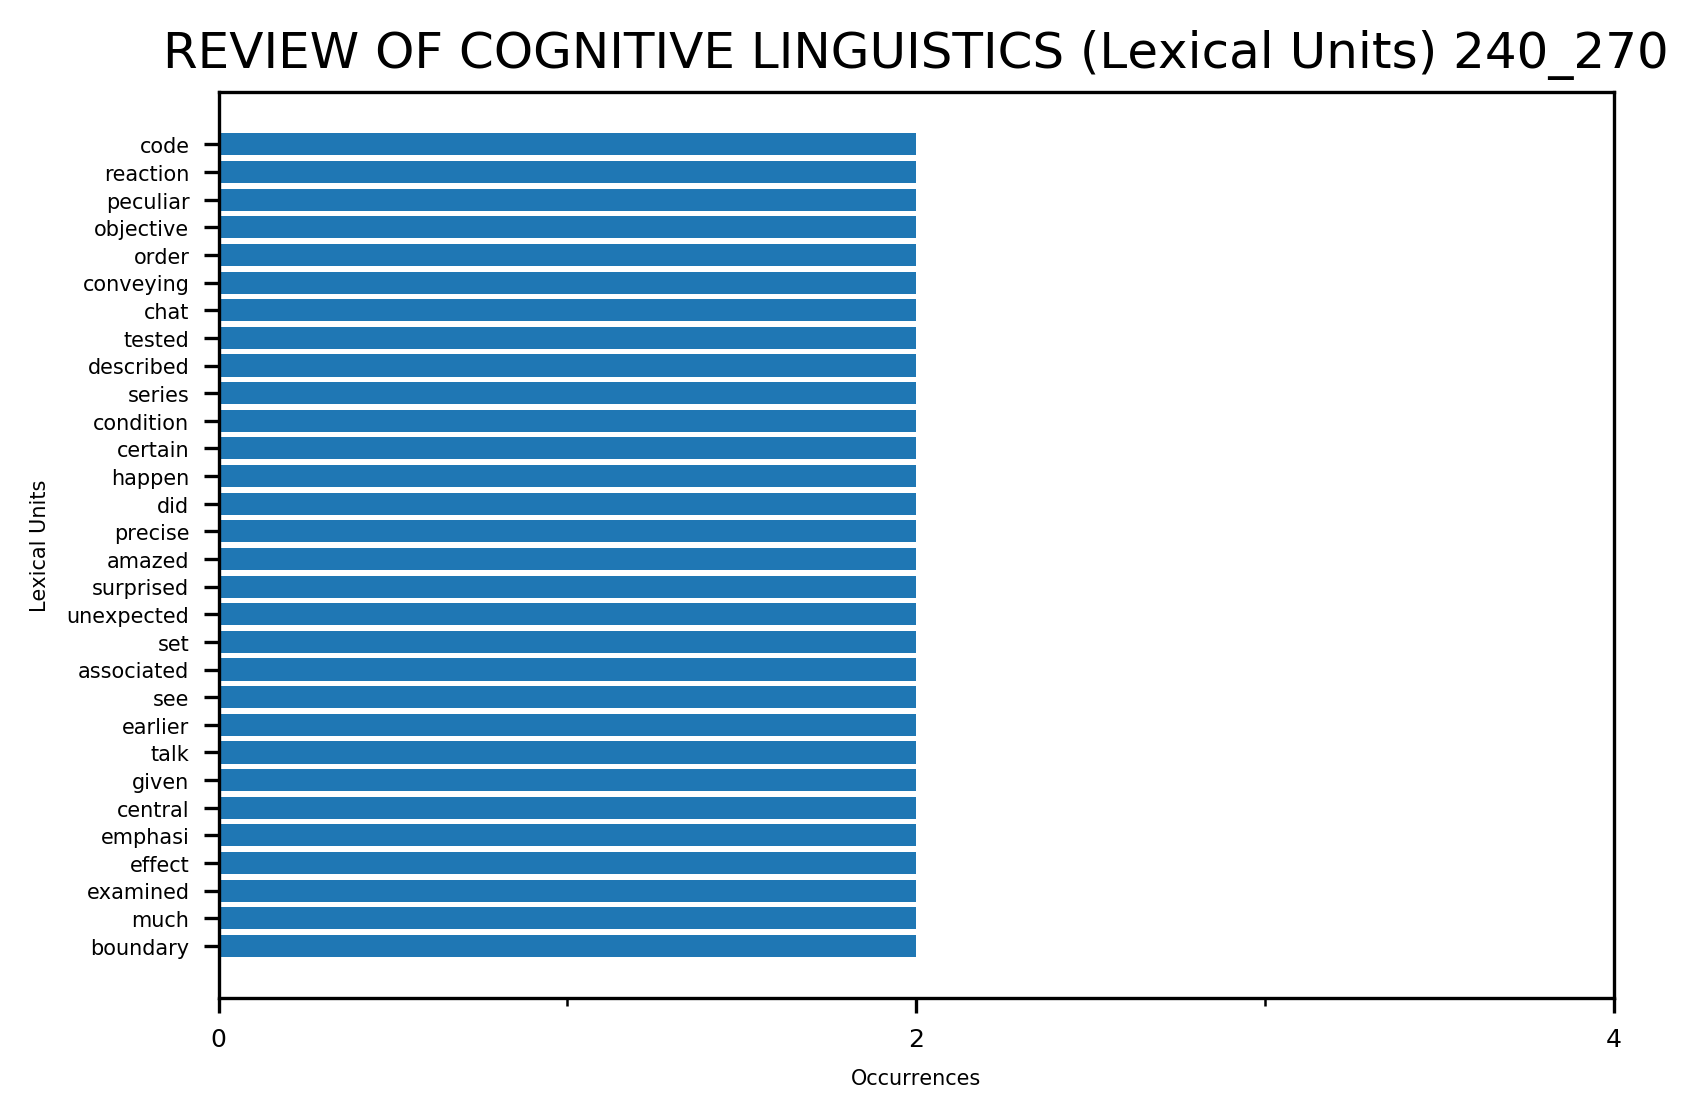 REVIEW OF COGNITIVE LINGUISTICS (Lexical Units) 240_270
code
reaction
peculiar
objective
order
conveying
chat
tested
described
series
condition
certain
happen
did
precise
amazed
surprised
unexpected
set
associated
see
earlier
talk
given
central
emphasi
effect
examined
much
boundary
Lexical Units
0 2 4
Occurrences